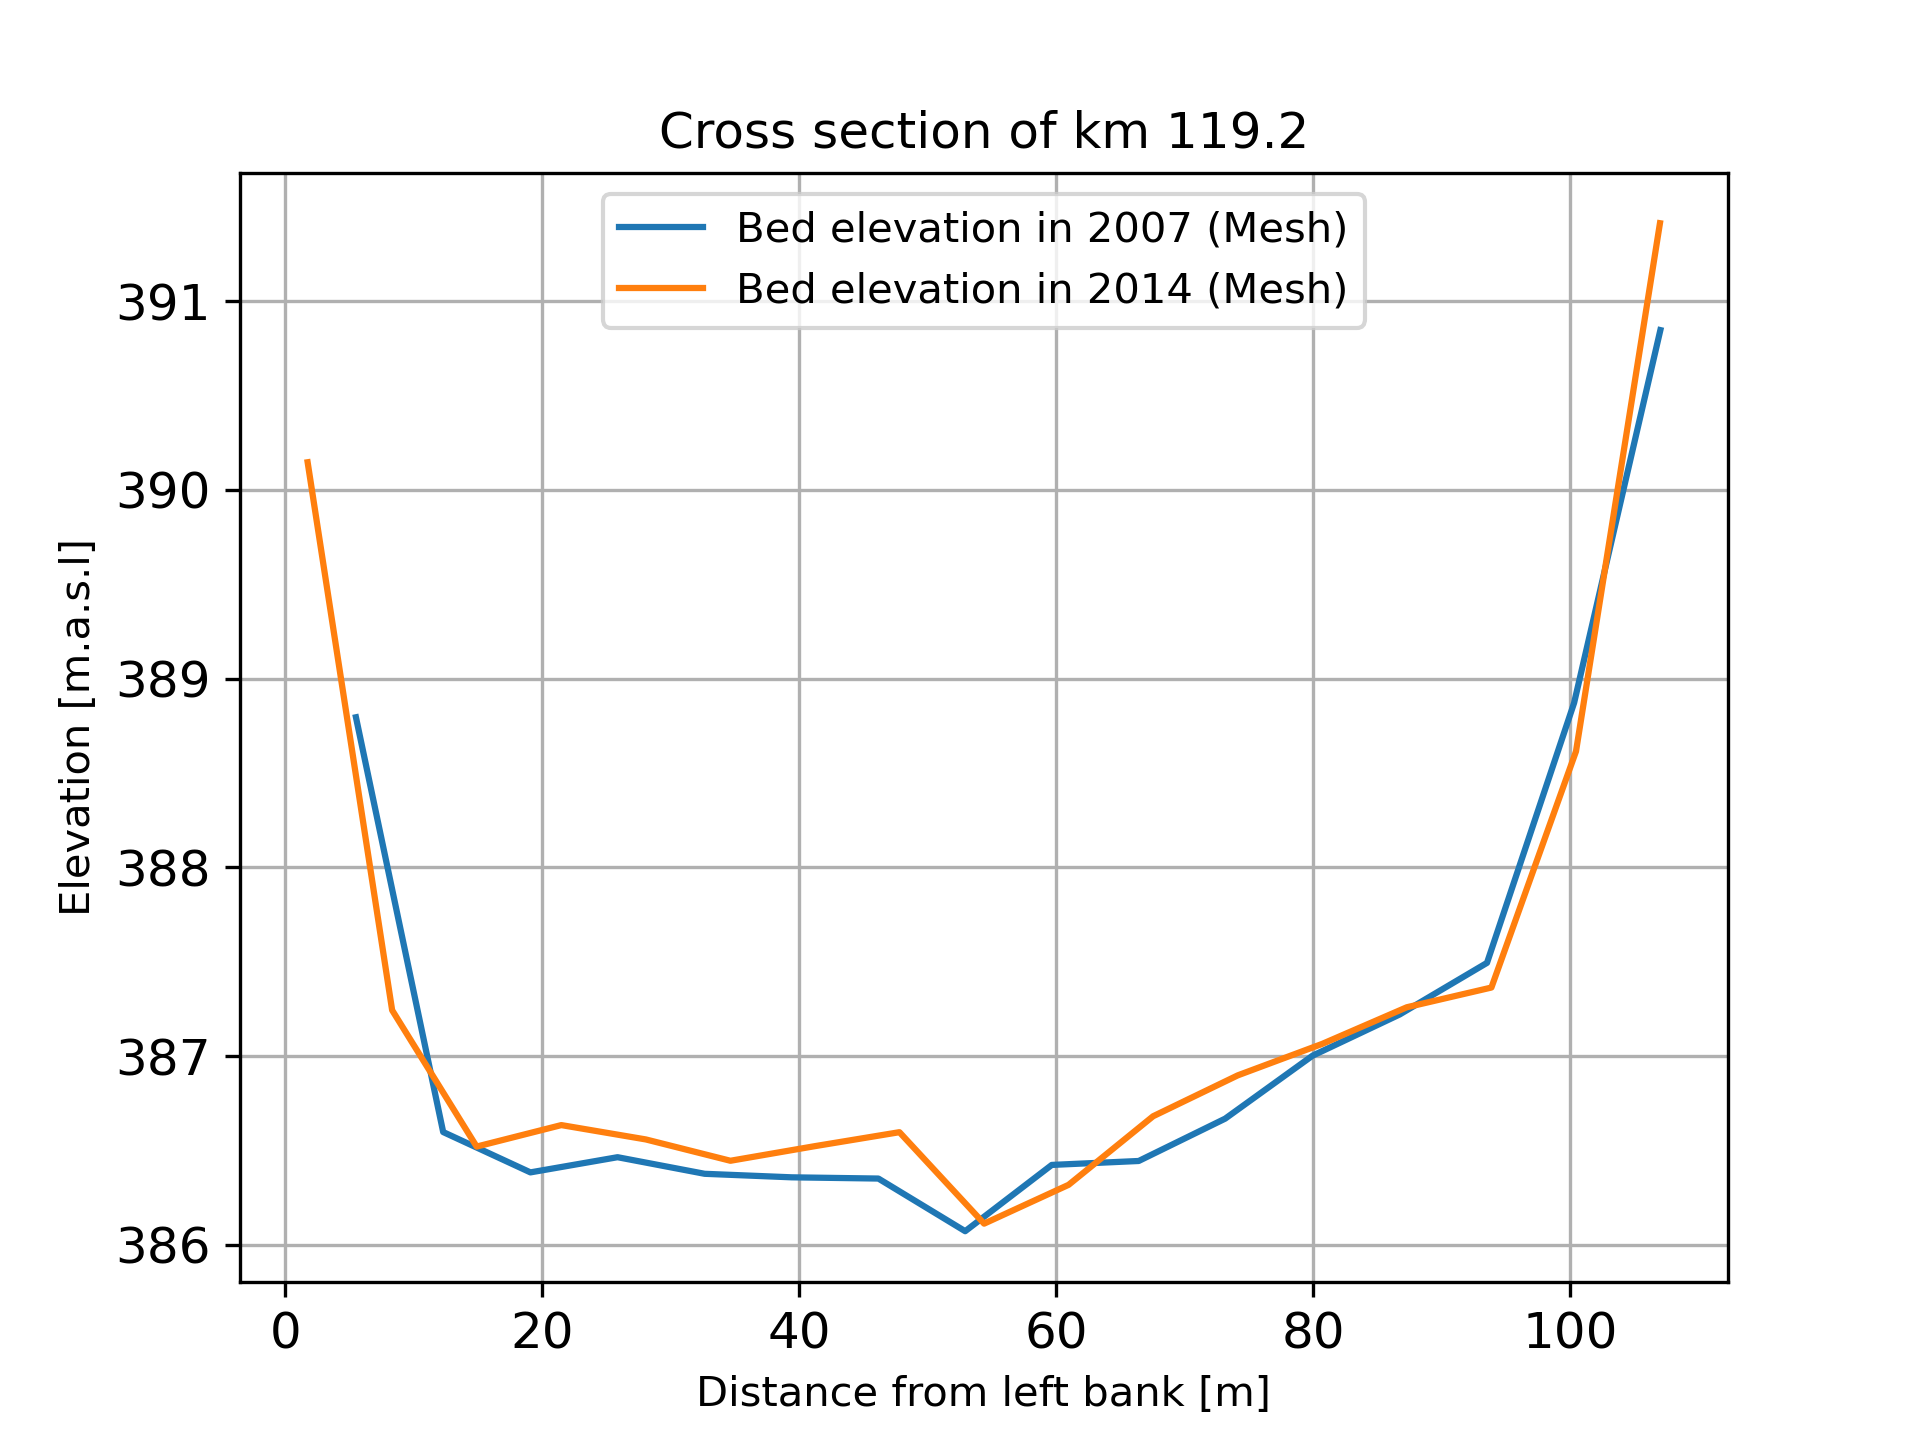 Cross section of km 119.2
Bed elevation in 2007 (Mesh)
Bed elevation in 2014 (Mesh)
391
390
389
388
387
386
Elevation [m.a.s.l]
0 20 40 60 80 100
Distance from left bank [m]